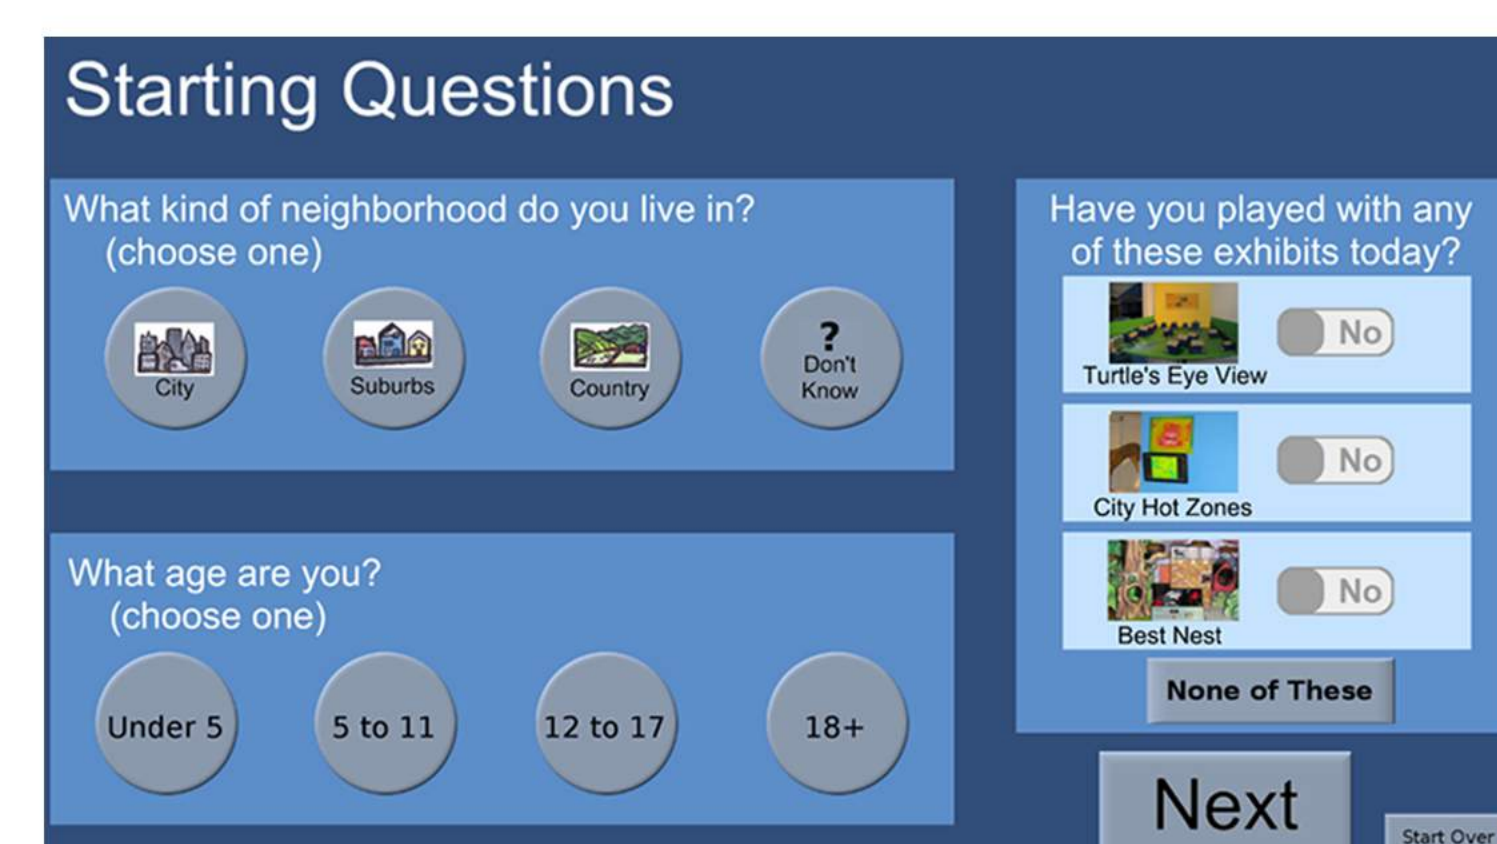 Starting Questions
What kind of neighborhood do you live in?
(choose one)
City
Suburbs
Country
?
Don't
Know
What age are you?
(choose one)
Under 5
5 to 11
12 to 17
18+
Have you played with any
of these exhibits today?
No
Turtle's Eye View
No
City Hot Zones
No
Best Nest
None of These
Next
Start Over